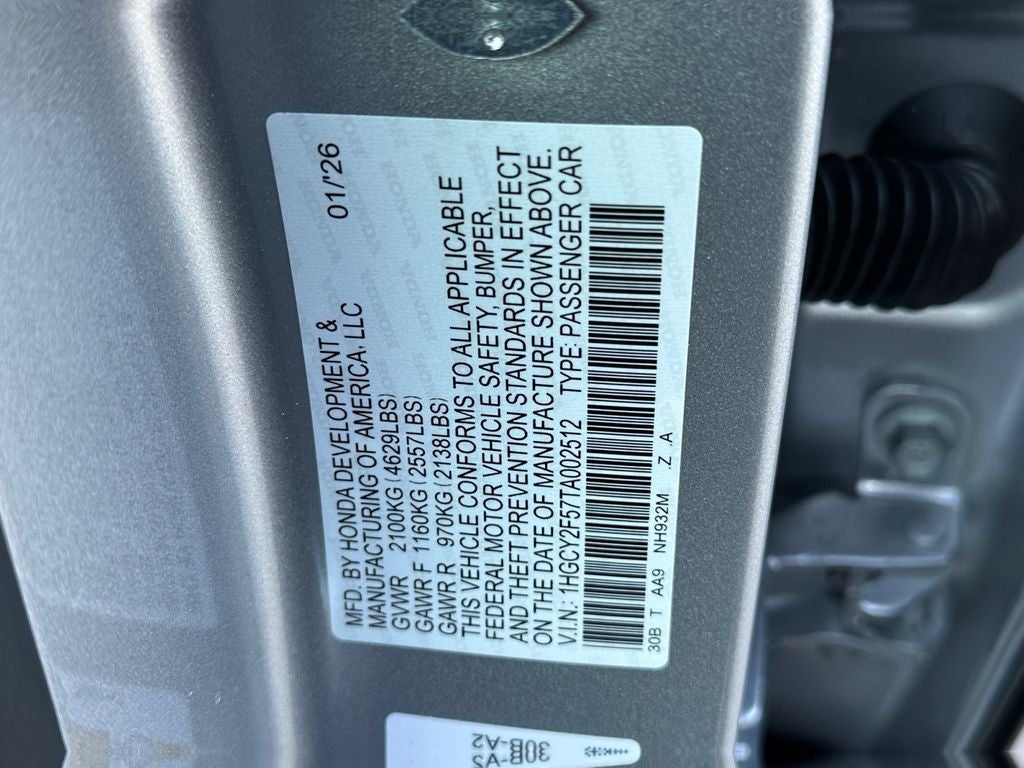 MFD. BY HONDA DEVELOPMENT & 01/'26
MANUFACTURING OF AMERICA, LLC
GVWR 2100KG (4629LBS)
GAWR F 1160KG (2557LBS)
GAWR R 970KG (2138LBS)
THIS VEHICLE CONFORMS TO ALL APPLICABLE
FEDERAL MOTOR VEHICLE SAFETY, BUMPER,
AND THEFT PREVENTION STANDARDS IN EFFECT
ON THE DATE OF MANUFACTURE SHOWN ABOVE.
V.I.N.: 1HGCY2F57TA002512 TYPE: PASSENGER CAR
30B T AA9 NH932M .Z .A